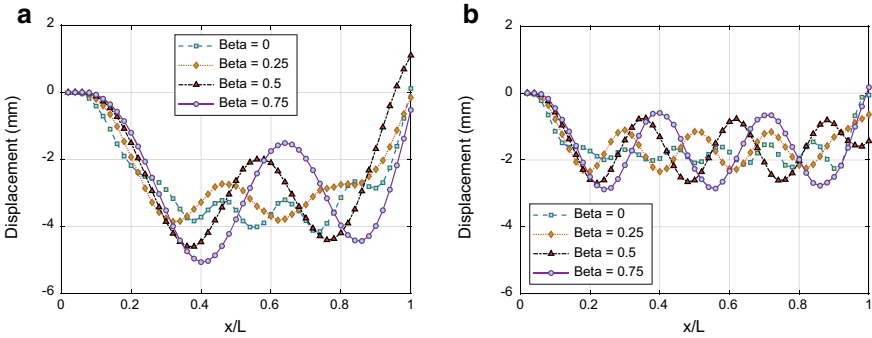 a
2
0
-2
-4
-6
Displacement (mm)
0
0.2
0.4
0.6
0.8
1
x/L
Beta = 0
Beta = 0.25
Beta = 0.5
Beta = 0.75
b
2
0
-2
-4
-6
Displacement (mm)
0
0.2
0.4
0.6
0.8
1
x/L
Beta = 0
Beta = 0.25
Beta = 0.5
Beta = 0.75